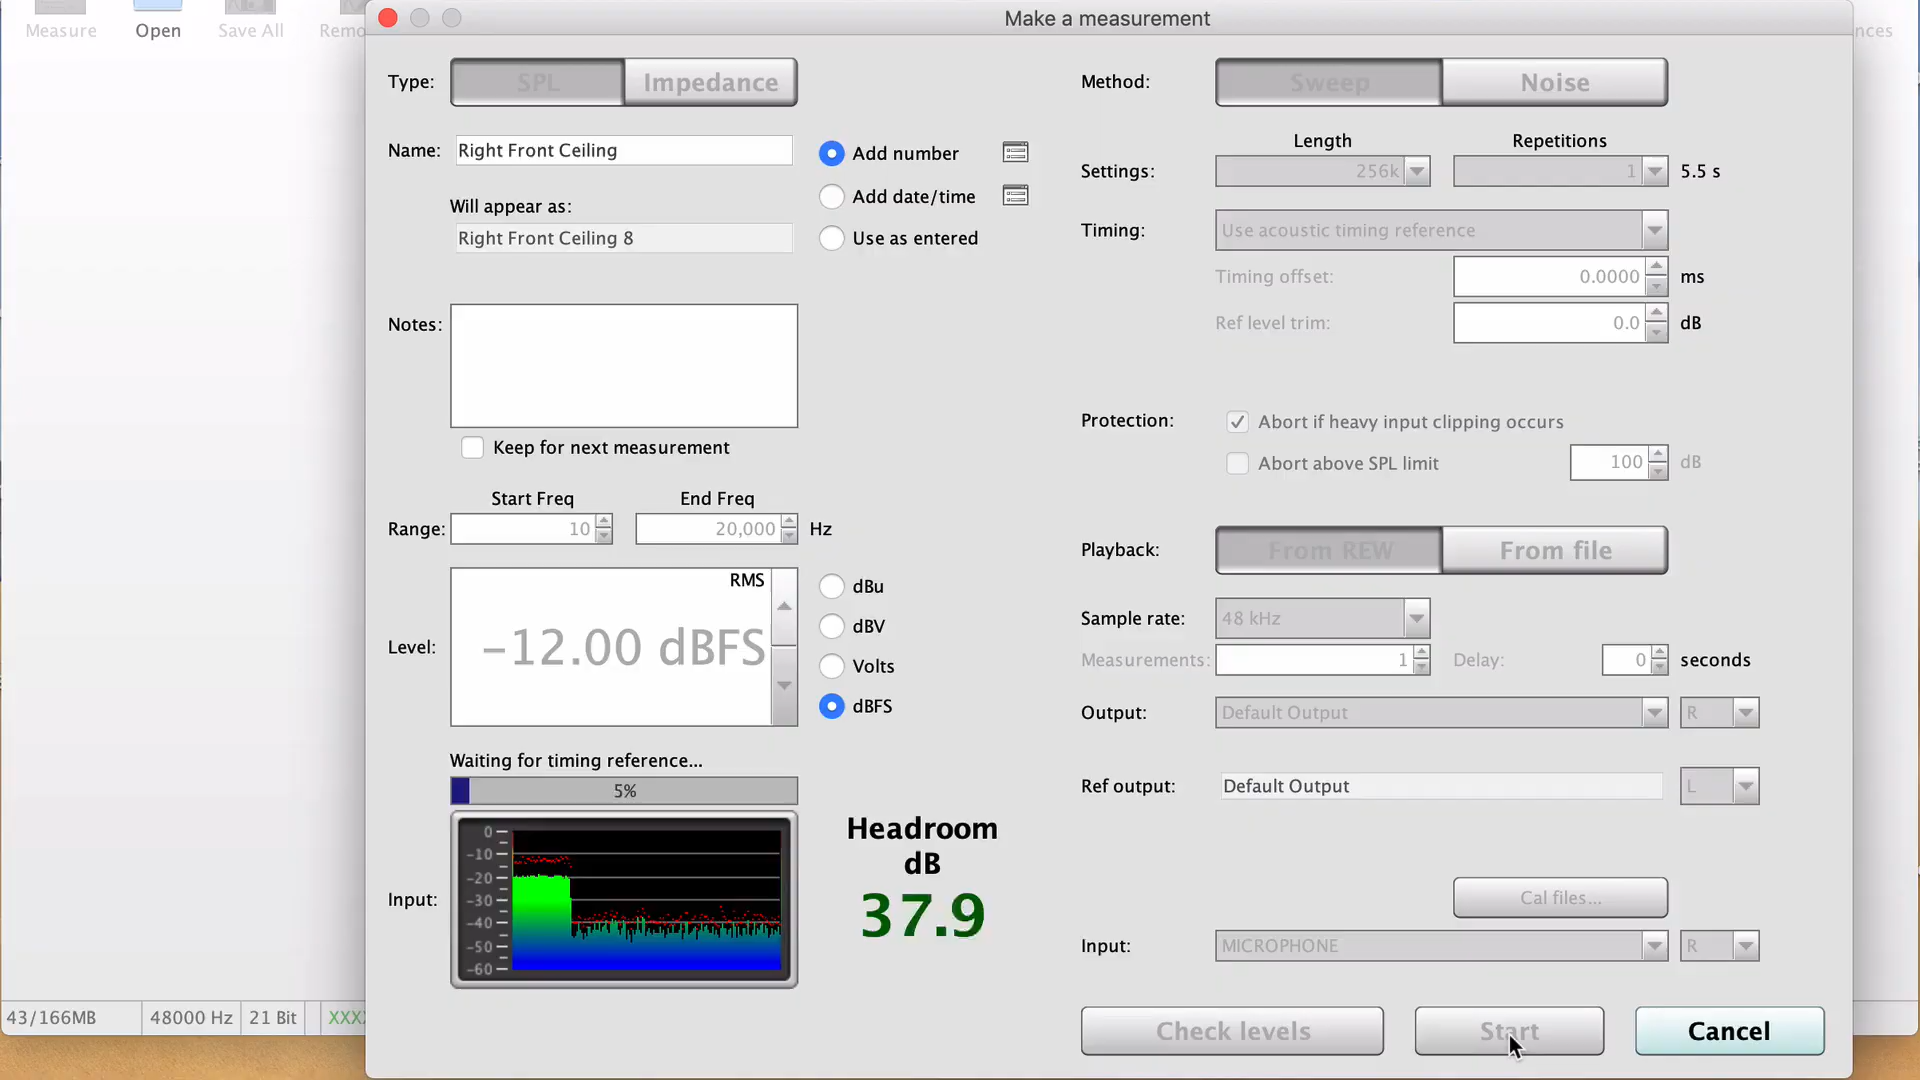 Measure
Open
Save All
Remo
nces
Make a measurement
Type:
SPL
Impedance
Method:
Sweep
Noise
Name:
Right Front Ceiling
Add number
Length
Repetitions
Settings:
256k
1
5.5 s
Add date/time
Will appear as:
Right Front Ceiling 8
Use as entered
Timing:
Use acoustic timing reference
Timing offset:
0.0000
ms
Notes:
Ref level trim:
0.0
dB
Protection:
Abort if heavy input clipping occurs
Keep for next measurement
Abort above SPL limit
100
dB
Start Freq
End Freq
Range:
10
20,000
Hz
Playback:
From REW
From file
RMS
Level:
-12.00 dBFS
dBu
dBV
Volts
dBFS
Sample rate:
48 kHz
Measurements:
1
Delay:
0
seconds
Output:
Default Output
R
Waiting for timing reference...
5%
Ref output:
Default Output
L
Headroom
dB
37.9
Input:
0
-10
-20
-30
-40
-50
-60
Cal files...
Input:
MICROPHONE
R
43/166MB
48000 Hz
21 Bit
XXX
Check levels
Start
Cancel